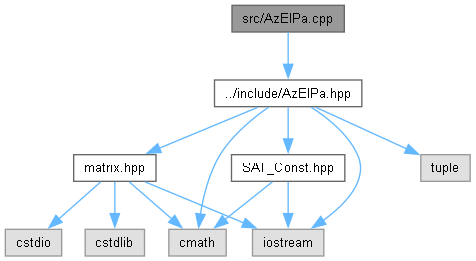 src/AzElPa.cpp
../include/AzElPa.hpp
matrix.hpp
SAT_Const.hpp
tuple
cstdio
cstdlib
cmath
iostream